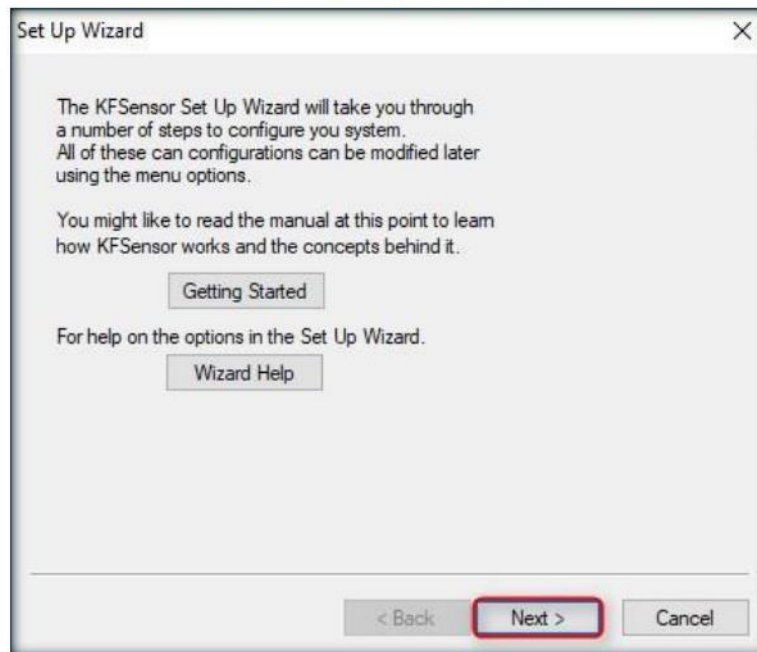 Set Up Wizard
The KFSensor Set Up Wizard will take you through
a number of steps to configure you system.
All of these can configurations can be modified later
using the menu options.
You might like to read the manual at this point to learn
how KFSensor works and the concepts behind it.
Getting Started
For help on the options in the Set Up Wizard.
Wizard Help
< Back
Next >
Cancel